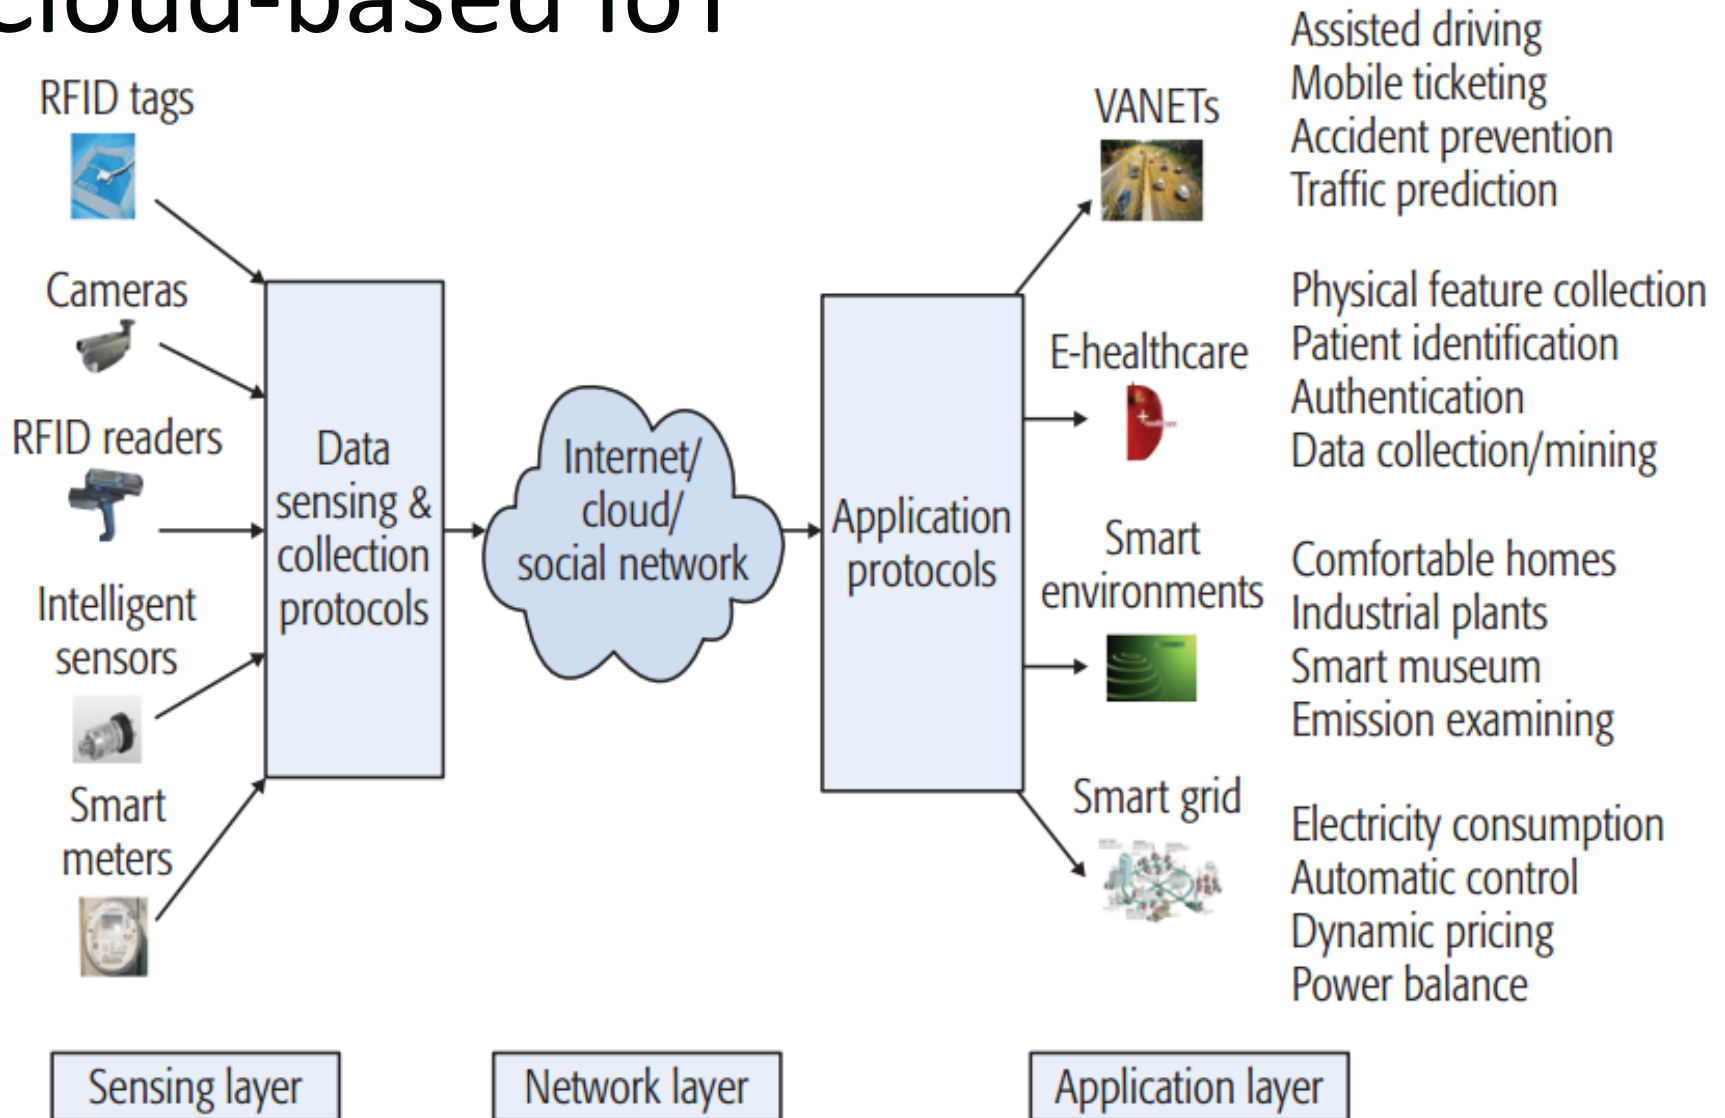 Cloud-based IoT
RFID tags
Cameras
RFID readers
Intelligent
sensors
Smart
meters
Data
sensing &
collection
protocols
Internet/
cloud/
social network
Application
protocols
VANETs
Assisted driving
Mobile ticketing
Accident prevention
Traffic prediction
E-healthcare
Physical feature collection
Patient identification
Authentication
Data collection/mining
Smart
environments
Comfortable homes
Industrial plants
Smart museum
Emission examining
Smart grid
Electricity consumption
Automatic control
Dynamic pricing
Power balance
Sensing layer
Network layer
Application layer